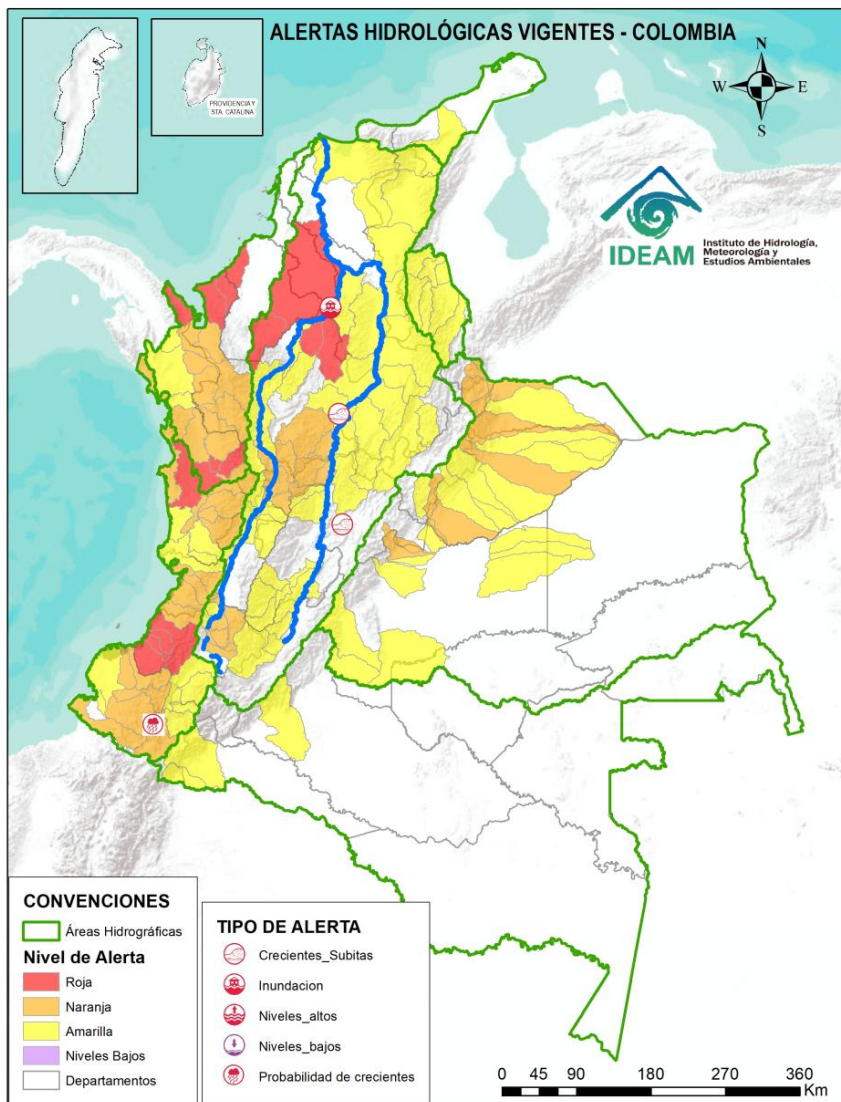 ALERTAS HIDROLÓGICAS VIGENTES - COLOMBIA
PROVIDENCIA Y
STA. CATALINA
N
W
E
S
IDEAM
Instituto de Hidrología,
Meteorología y
Estudios Ambientales
CONVENCIONES
Áreas Hidrográficas
Nivel de Alerta
Roja
Naranja
Amarilla
Niveles Bajos
Departamentos
TIPO DE ALERTA
Crecientes_Subitas
Inundacion
Niveles_altos
Niveles_bajos
Probabilidad de crecientes
0 45 90 180 270 360
Km